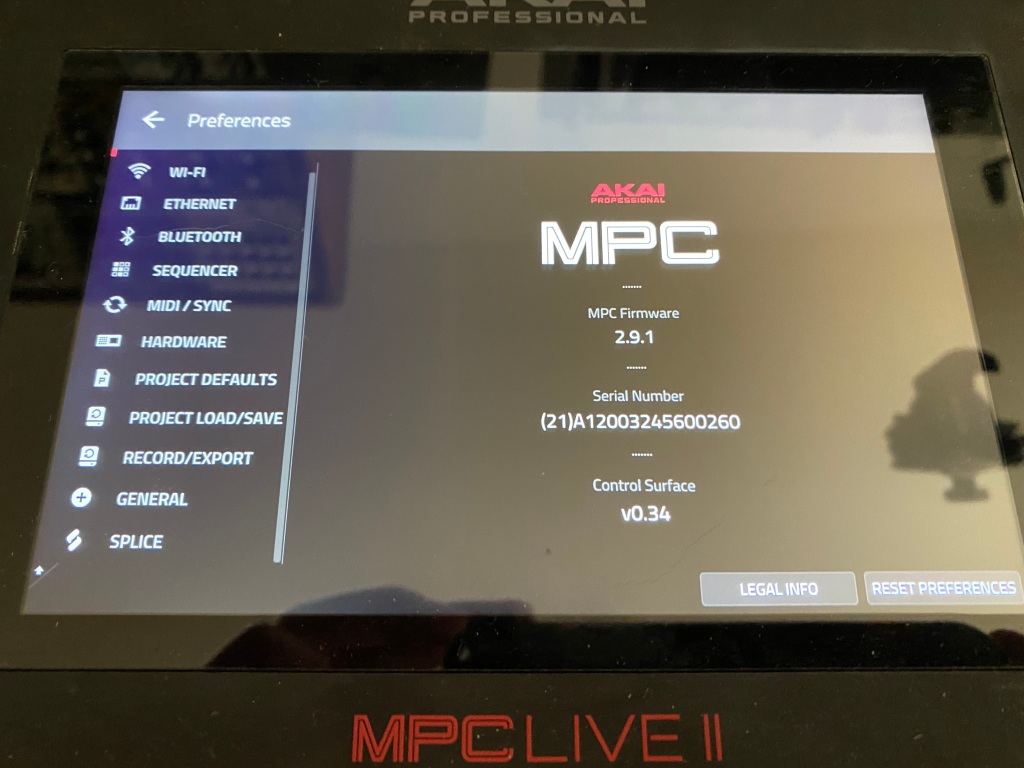 AKAI
PROFESSIONAL
Preferences
WI-FI
ETHERNET
BLUETOOTH
SEQUENCER
MIDI / SYNC
HARDWARE
PROJECT DEFAULTS
PROJECT LOAD/SAVE
RECORD/EXPORT
GENERAL
SPLICE
AKAI
PROFESSIONAL
MPC
MPC Firmware
2.9.1
Serial Number
(21)A12003245600260
Control Surface
v0.34
LEGAL INFO
RESET PREFERENCES
MPC LIVE II